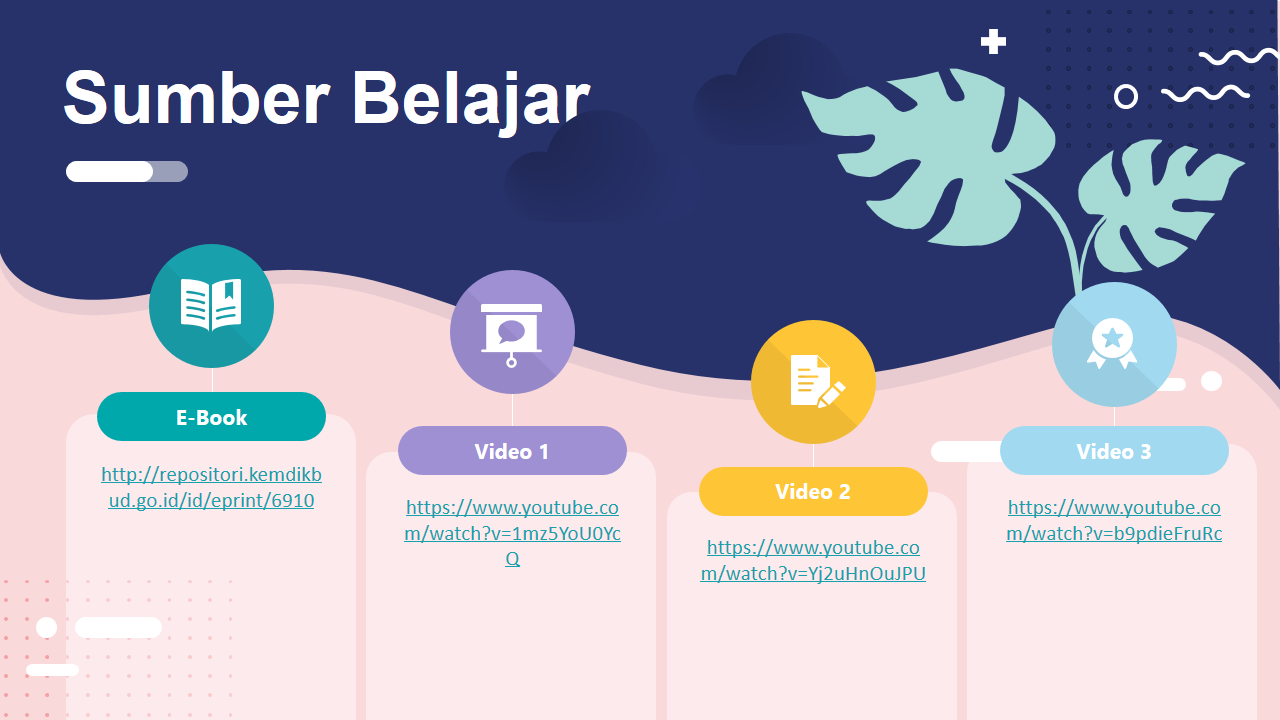 Sumber Belajar
E-Book
http://repositori.kemdikb
ud.go.id/id/eprint/6910
Video 1
https://www.youtube.co
m/watch?v=1mz5YoU0Yc
Q
Video 2
https://www.youtube.co
m/watch?v=Yj2uHnOuJPU
Video 3
https://www.youtube.co
m/watch?v=b9pdieFruRc